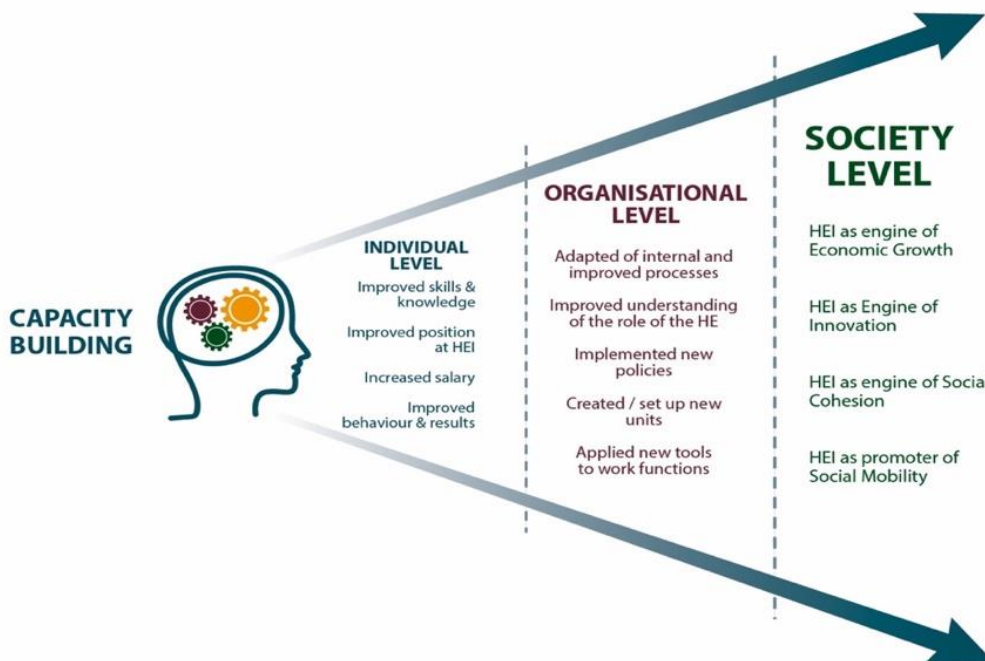 CAPACITY
BUILDING
INDIVIDUAL
LEVEL
Improved skills &
knowledge
Improved position
at HEI
Increased salary
Improved
behaviour & results
ORGANISATIONAL
LEVEL
Adapted of internal and
improved processes
Improved understanding
of the role of the HE
Implemented new
policies
Created / set up new
units
Applied new tools
to work functions
SOCIETY
LEVEL
HEI as engine of
Economic Growth
HEI as Engine of
Innovation
HEI as engine of Socia
Cohesion
HEI as promoter of
Social Mobility